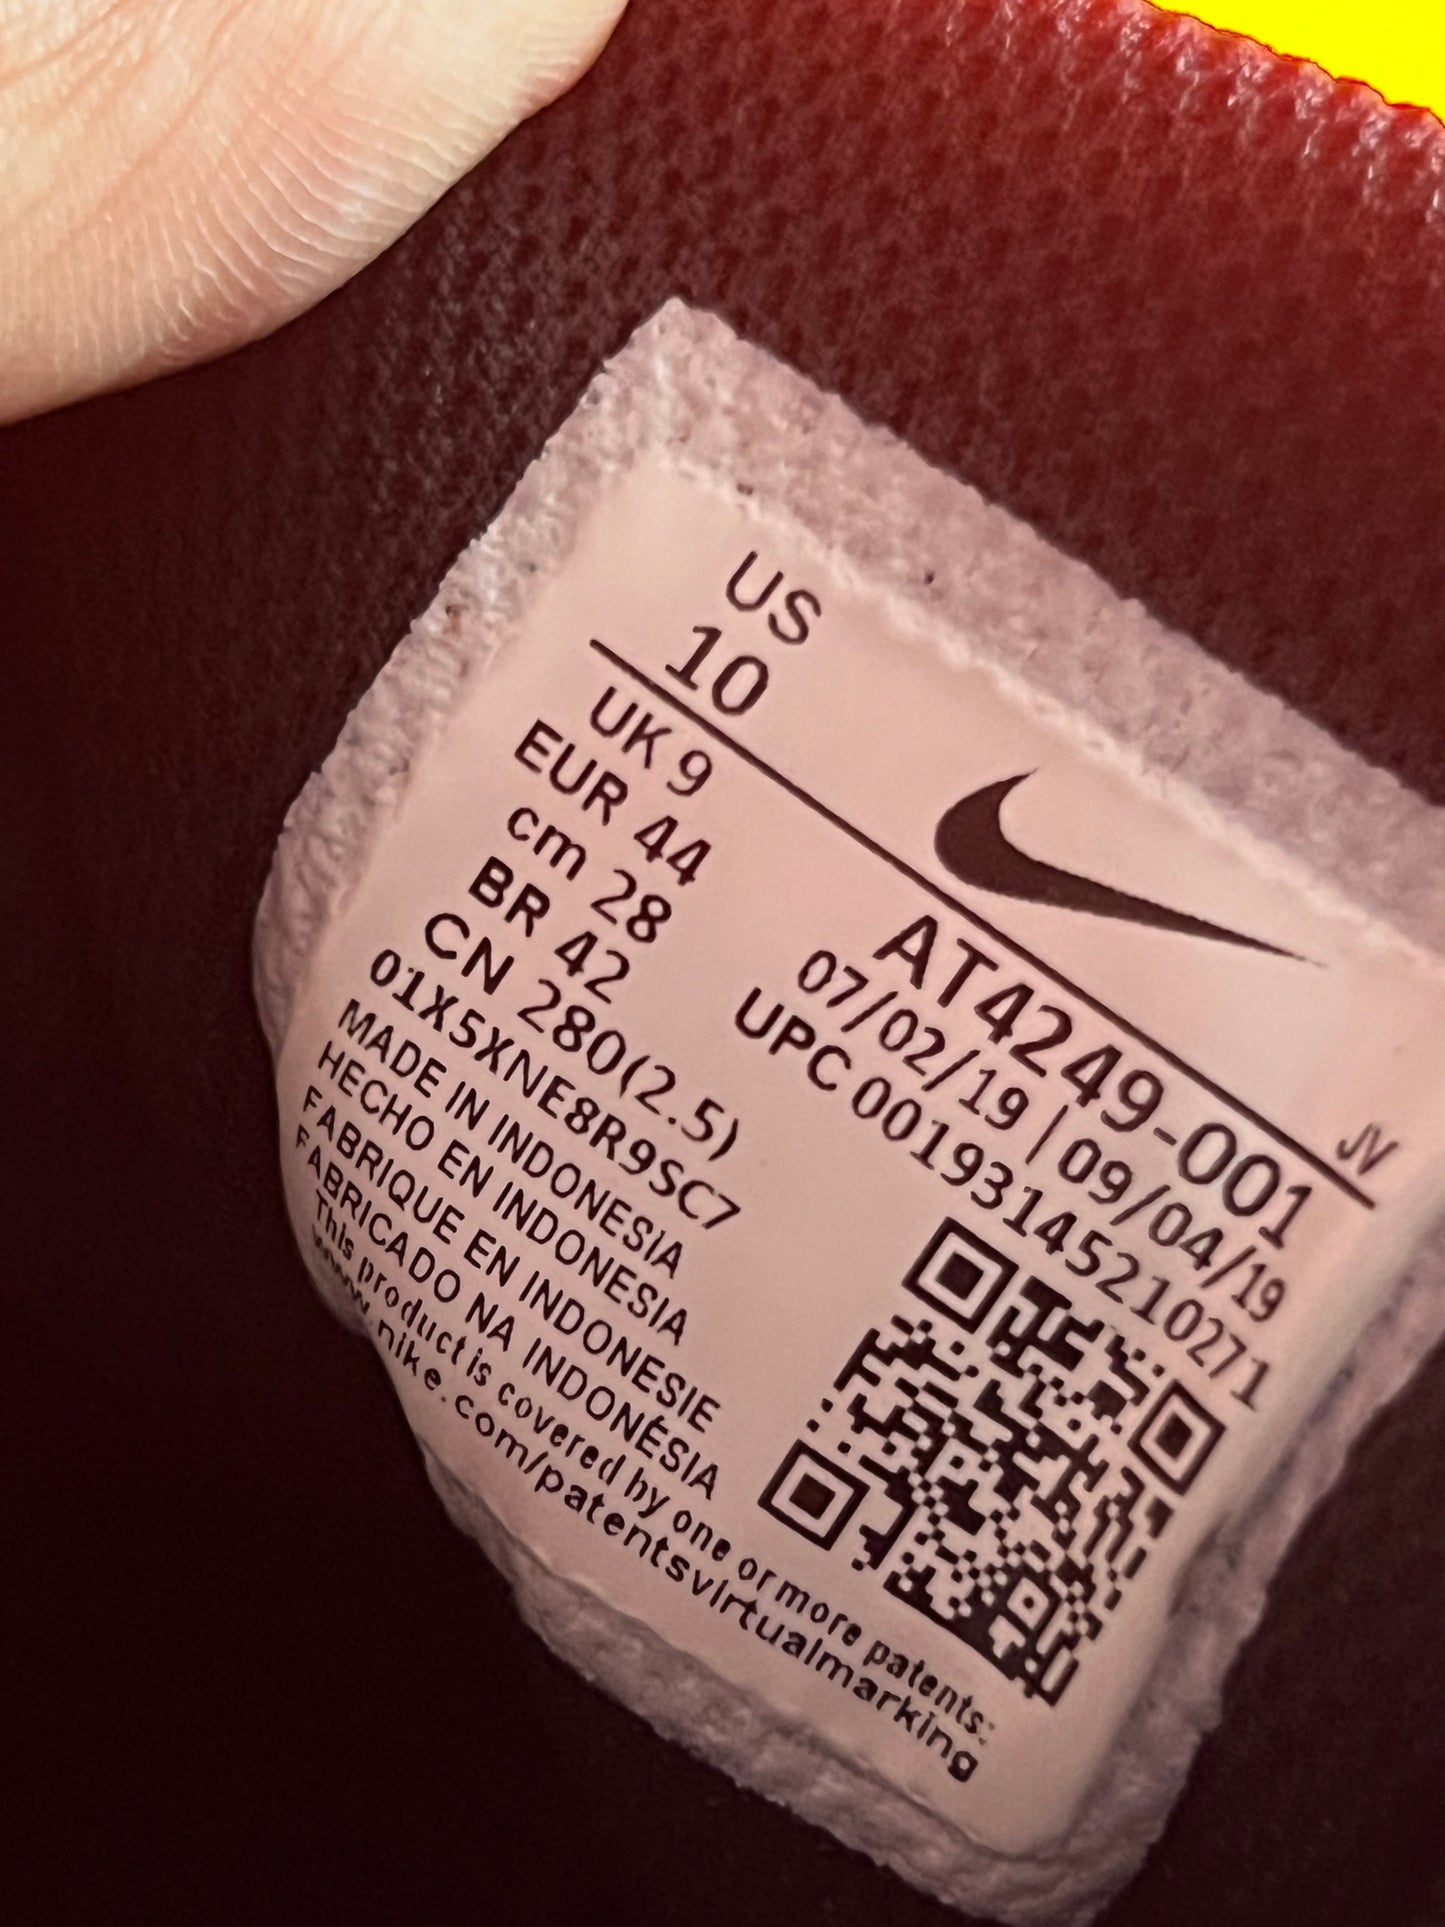 US
10
UK 9
EUR 44
cm 28
BR 42
CN 280(2.5)
01X5XNE8R9SC7
MADE IN INDONESIA
HECHO EN INDONESIA
FABRIQUE EN INDONESIE
FABRICADO NA INDONÉSIA
This product is covered by one or more patents:
www.nike.com/patentsvirtualmarking
AT4249-001
07/02/19 | 09/04/19
UPC 00193145210271
JV